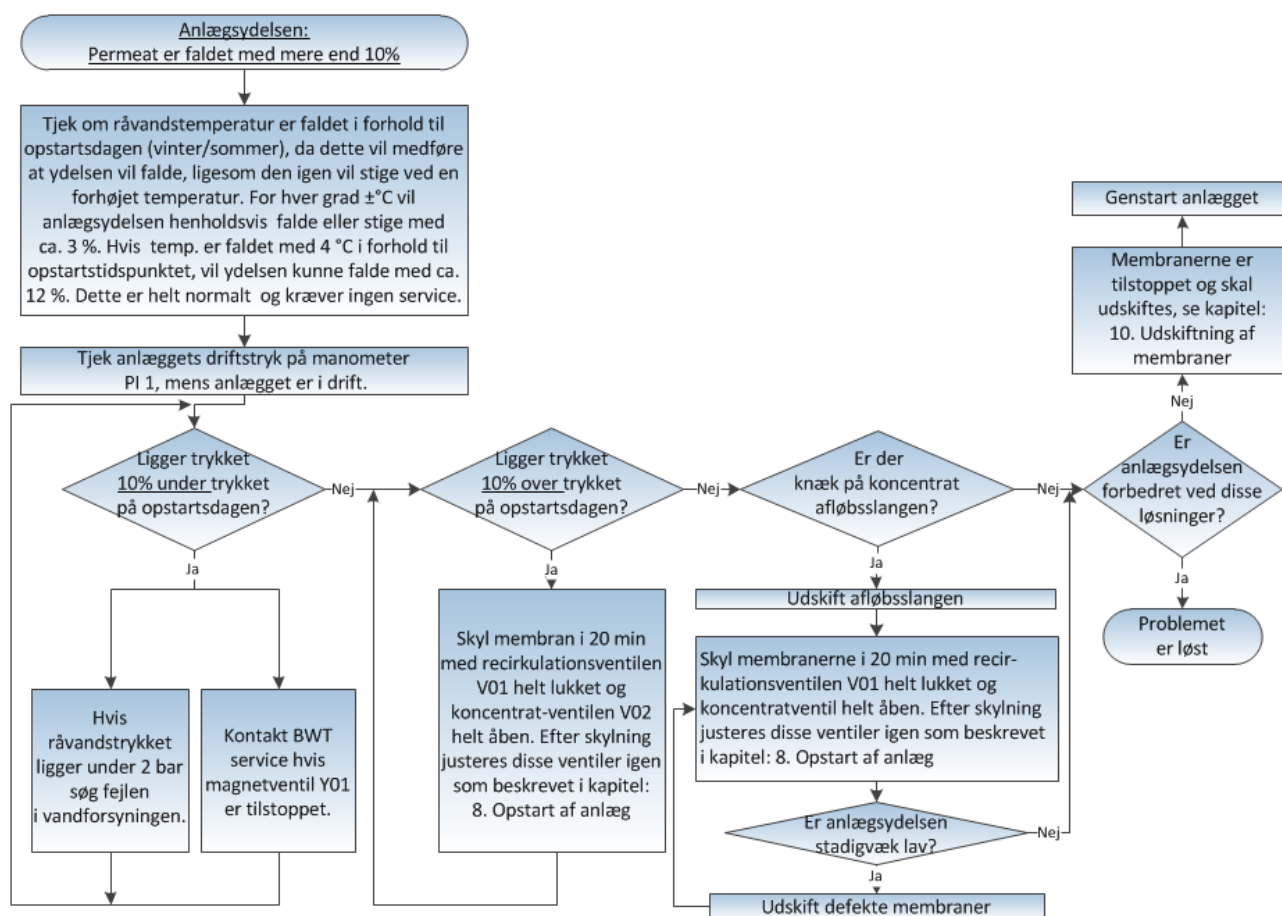 Anlægsydelsen:
Permeat er faldet med mere end 10%
Tjek om råvandstemperatur er faldet i forhold til
opstartsdagen (vinter/sommer), da dette vil medføre
at ydelsen vil falde, ligesom den igen vil stige ved en
forhøjet temperatur. For hver grad ±°C vil
anlægsydelsen henholdsvis falde eller stige med
ca. 3 %. Hvis temp. er faldet med 4 °C i forhold til
opstartstidspunktet, vil ydelsen kunne falde med ca.
12 %. Dette er helt normalt og kræver ingen service.
Tjek anlæggets driftstryk på manometer
PI 1, mens anlægget er i drift.
Ligger trykket
10% under trykket
på opstartsdagen?
Nej
Ja
Hvis
råvandstrykket
ligger under 2 bar
søg fejlen
i vandforsyningen.
Kontakt BWT
service hvis
magnetventil Y01
er tilstoppet.
Ligger trykket
10% over trykket
på opstartsdagen?
Nej
Ja
Skyl membran i 20 min
med recirkulationsventilen
V01 helt lukket og
koncentrat-ventilen V02
helt åben. Efter skylning
justeres disse ventiler igen
som beskrevet i kapitel:
8. Opstart af anlæg
Er der
knæk på koncentrat
afløbsslangen?
Nej
Ja
Udskift afløbsslangen
Skyl membranerne i 20 min med recir-
kulationsventilen V01 helt lukket og
koncentratventil helt åben. Efter skylning
justeres disse ventiler igen som beskrevet
i kapitel: 8. Opstart af anlæg
Er anlægsydelsen
stadigvæk lav?
Nej
Ja
Udskift defekte membraner
Er
anlægsydelsen
forbedret ved disse
løsninger?
Nej
Membranerne er
tilstoppet og skal
udskiftes, se kapitel:
10. Udskiftning af
membraner
Genstart anlægget
Ja
Problemet
er løst